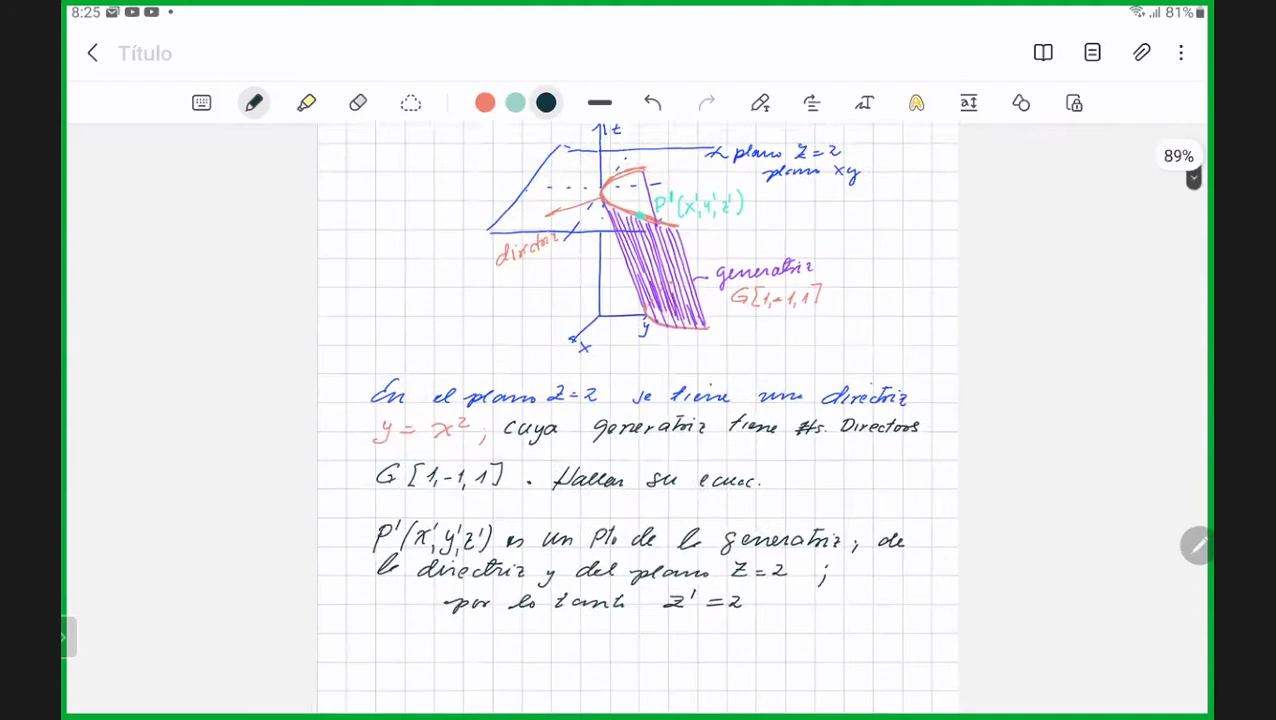 8:25
81%
Título
89%
z
plano Z=2
plano xy
P'(x',y',z')
directriz
generatriz
G[1,-1,1]
y
x
En el plano Z=2 se tiene una directriz
y = x²; cuya generatriz tiene #s. Directores
G [1,-1,1] . Hallar su ecuac.
P'(x',y',z') es un Pto de la generatriz, de
la directriz y del plano Z=2 ;
por lo tanto Z'=2